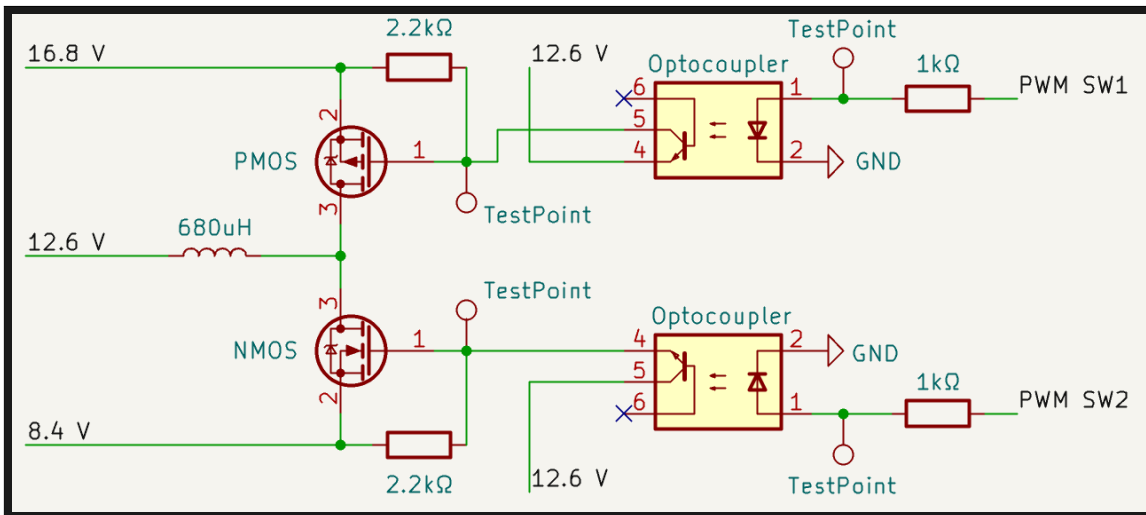 16.8 V
2.2kΩ
12.6 V
Optocoupler
TestPoint
1kΩ
PWM SW1
6
5
4
1
2
GND
2
PMOS
1
3
TestPoint
680uH
12.6 V
TestPoint
3
NMOS
1
2
Optocoupler
4
5
6
2
1
GND
1kΩ
PWM SW2
8.4 V
2.2kΩ
12.6 V
TestPoint